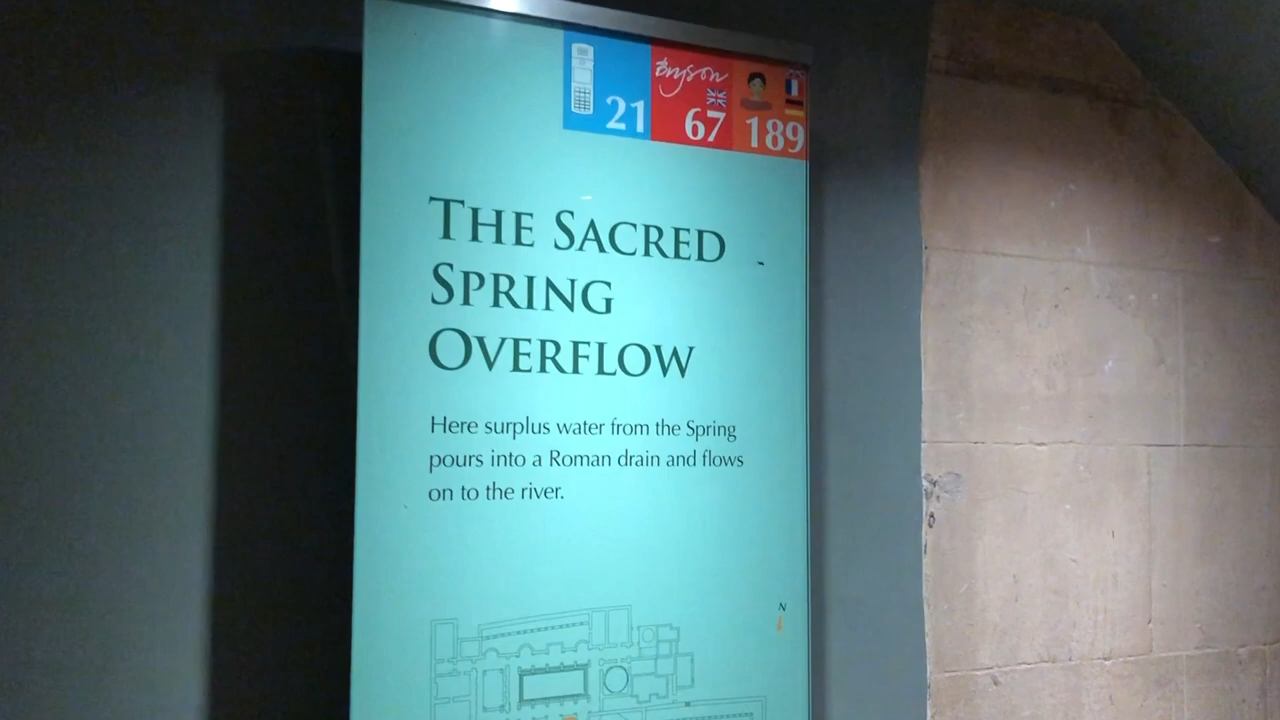 21
Bryson
67
189
THE SACRED
SPRING
OVERFLOW
Here surplus water from the Spring
pours into a Roman drain and flows
on to the river.
N